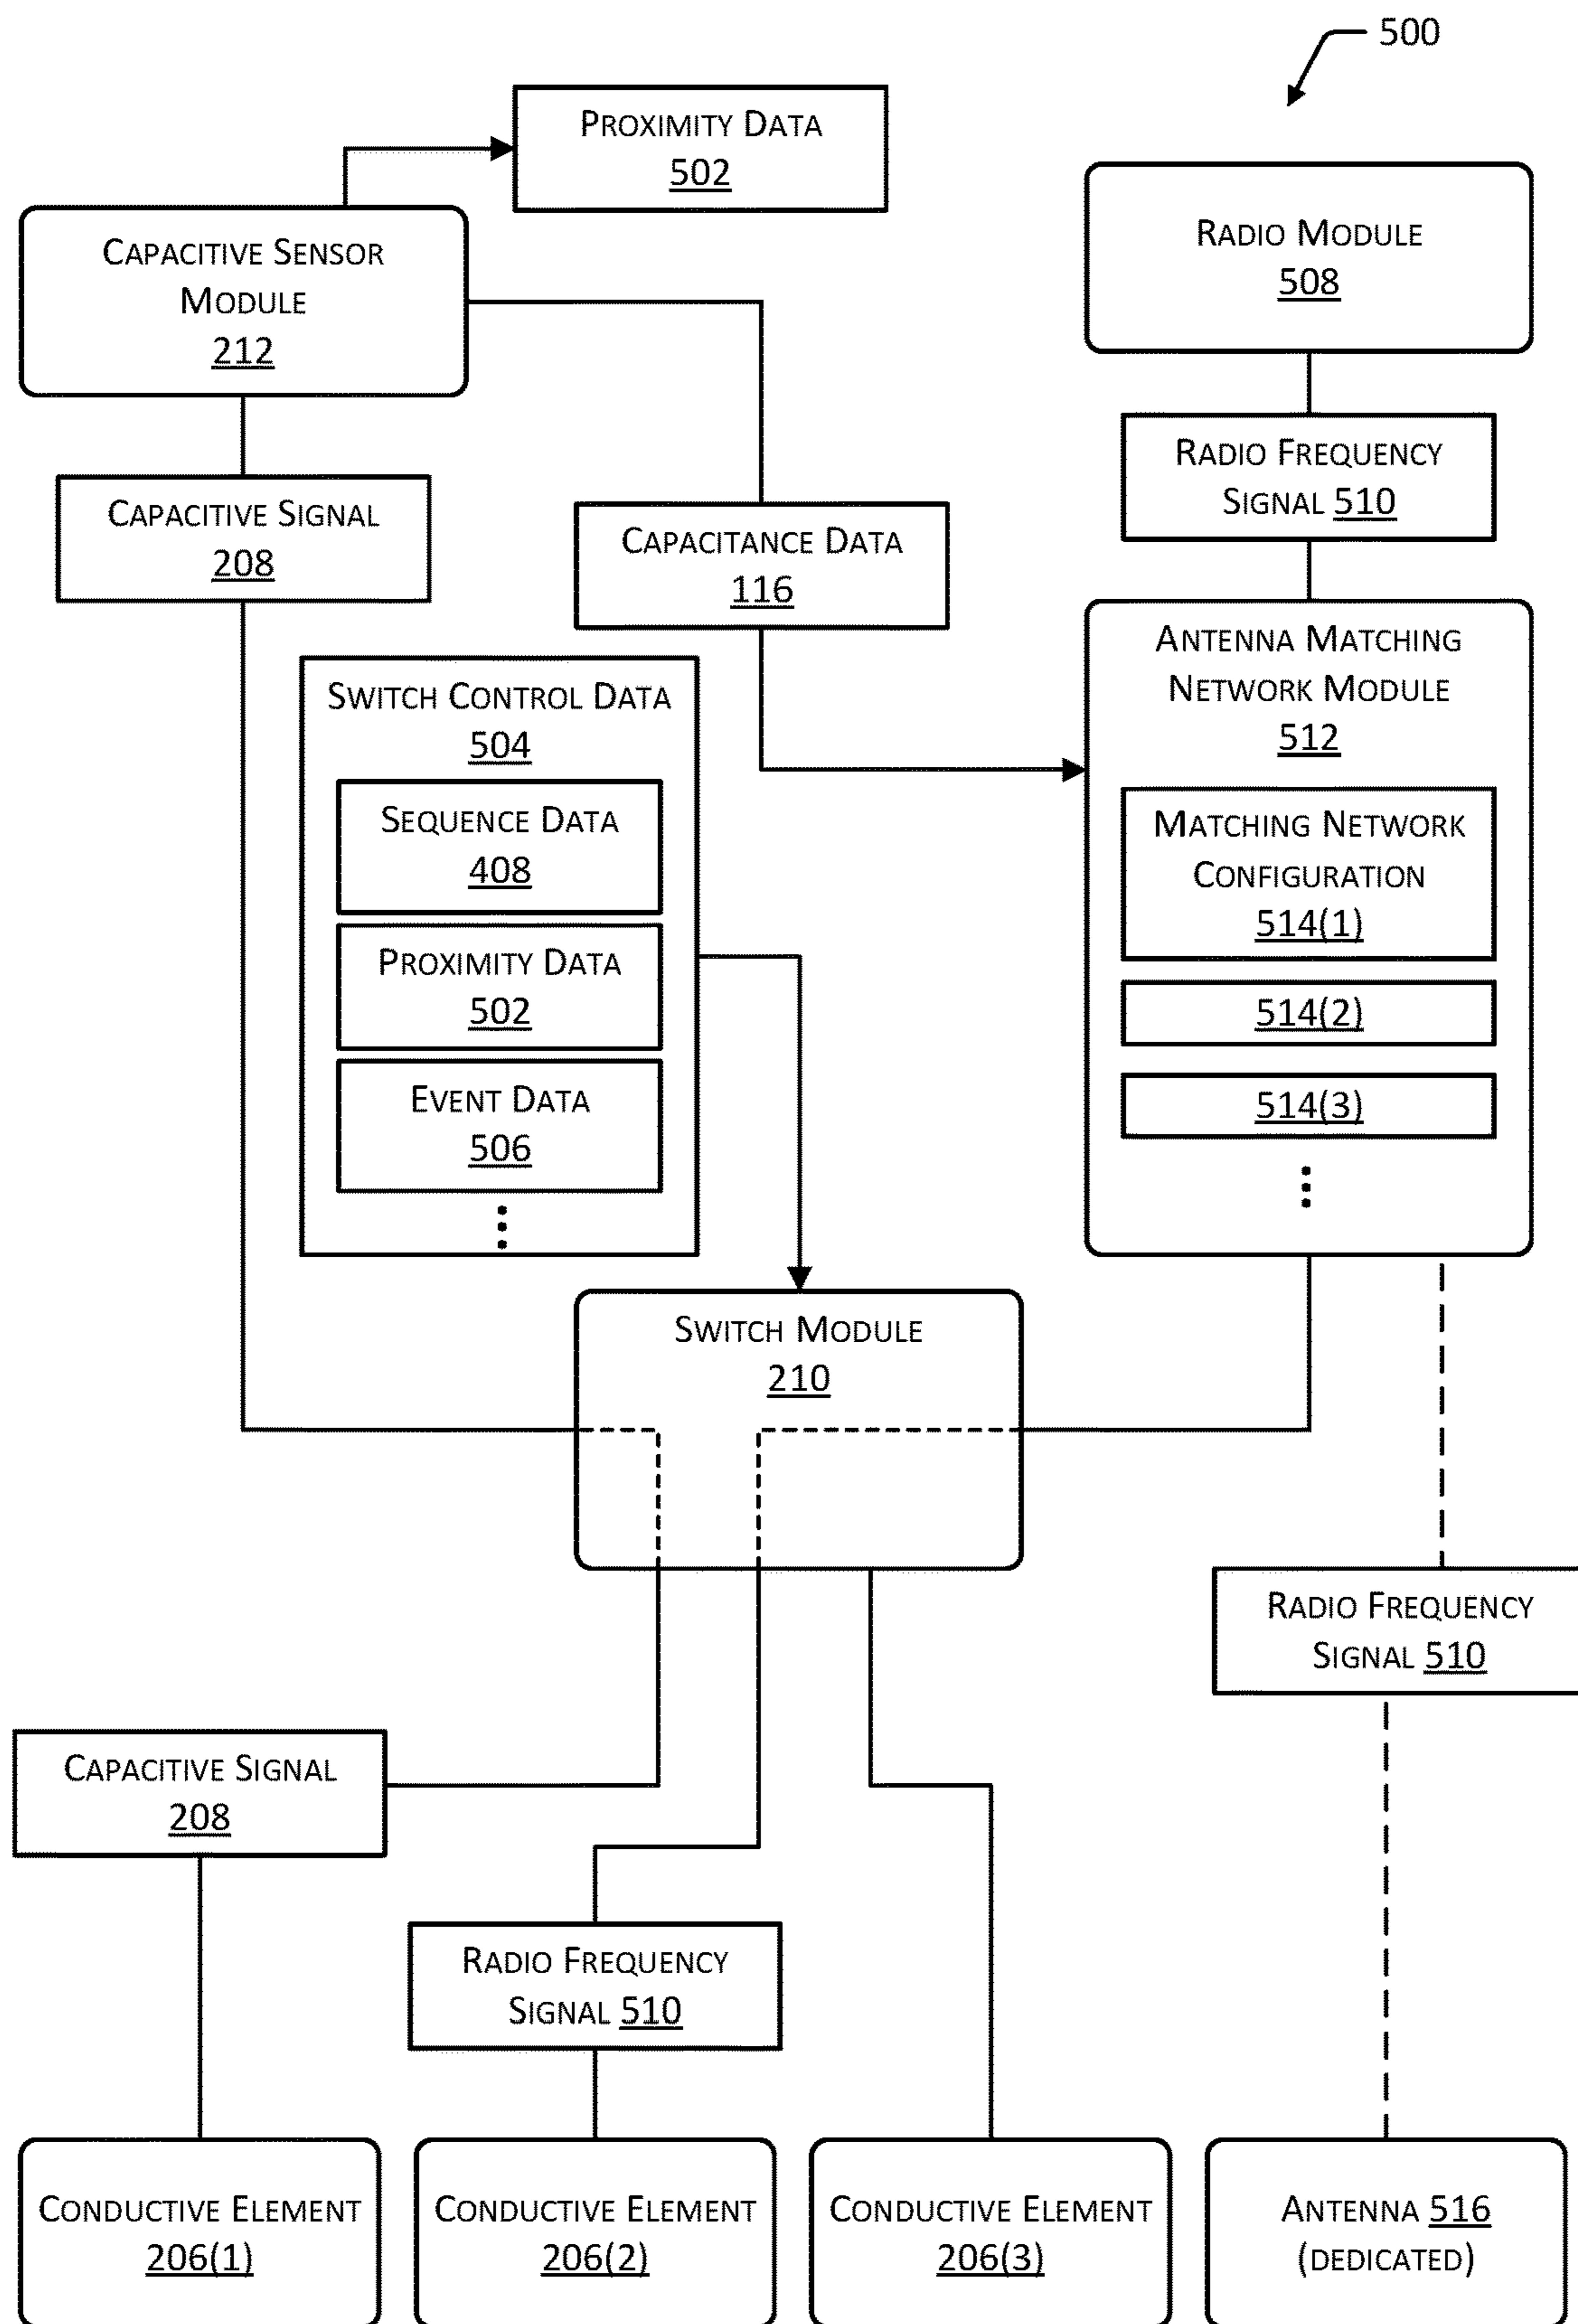 500
PROXIMITY DATA
502
CAPACITIVE SENSOR
MODULE
212
RADIO MODULE
508
RADIO FREQUENCY
SIGNAL 510
CAPACITIVE SIGNAL
208
CAPACITANCE DATA
116
ANTENNA MATCHING
NETWORK MODULE
512
MATCHING NETWORK
CONFIGURATION
514(1)
514(2)
514(3)
SWITCH CONTROL DATA
504
SEQUENCE DATA
408
PROXIMITY DATA
502
EVENT DATA
506
SWITCH MODULE
210
RADIO FREQUENCY
SIGNAL 510
CAPACITIVE SIGNAL
208
RADIO FREQUENCY
SIGNAL 510
CONDUCTIVE ELEMENT
206(1)
CONDUCTIVE ELEMENT
206(2)
CONDUCTIVE ELEMENT
206(3)
ANTENNA 516
(DEDICATED)